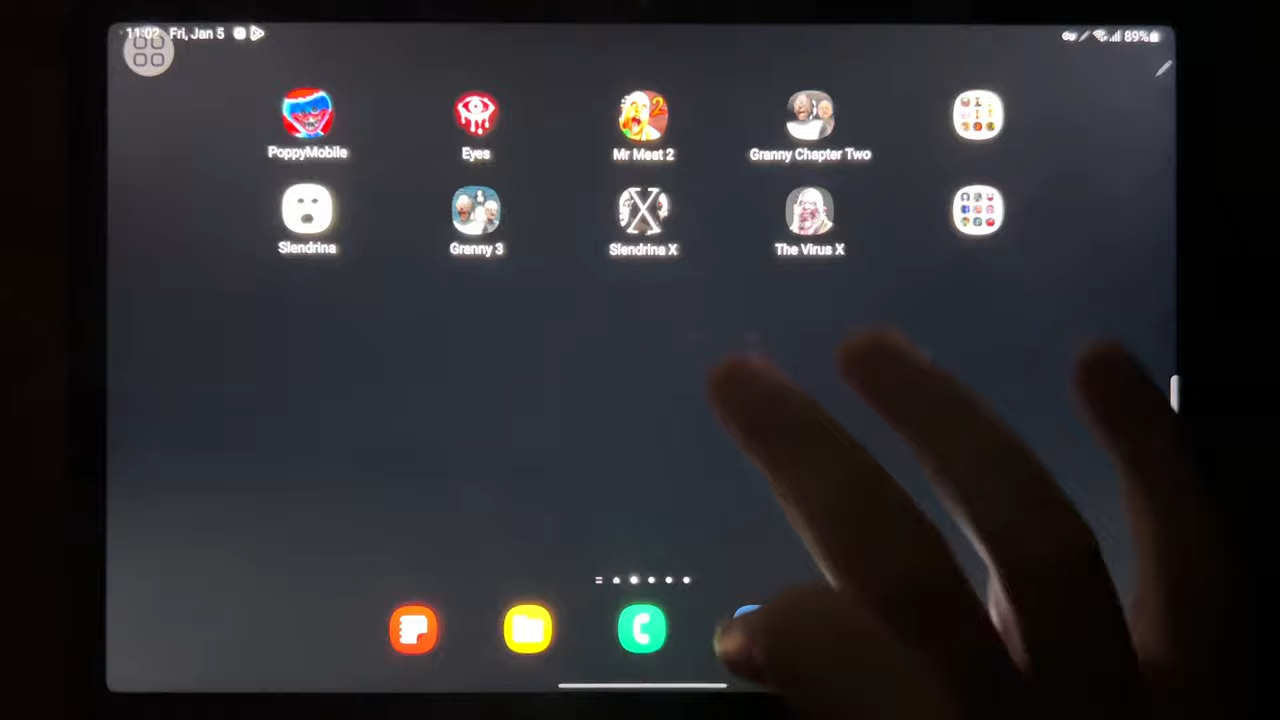 11:02 Fri, Jan 5 89%
PoppyMobile Eyes Mr Meat 2 Granny Chapter Two
Slendrina Granny 3 Slendrina X The Virus X